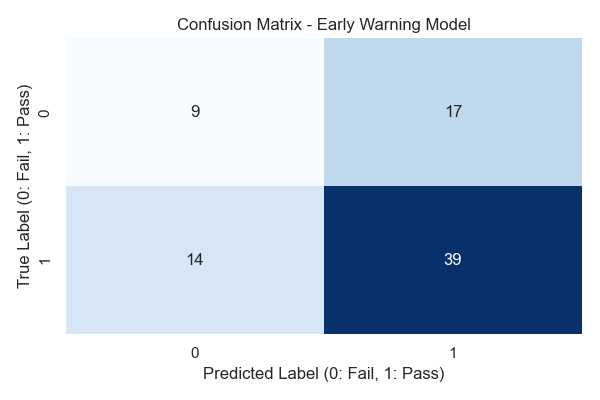 Confusion Matrix - Early Warning Model
True Label (0: Fail, 1: Pass)
0
9
17
1
14
39
0
1
Predicted Label (0: Fail, 1: Pass)